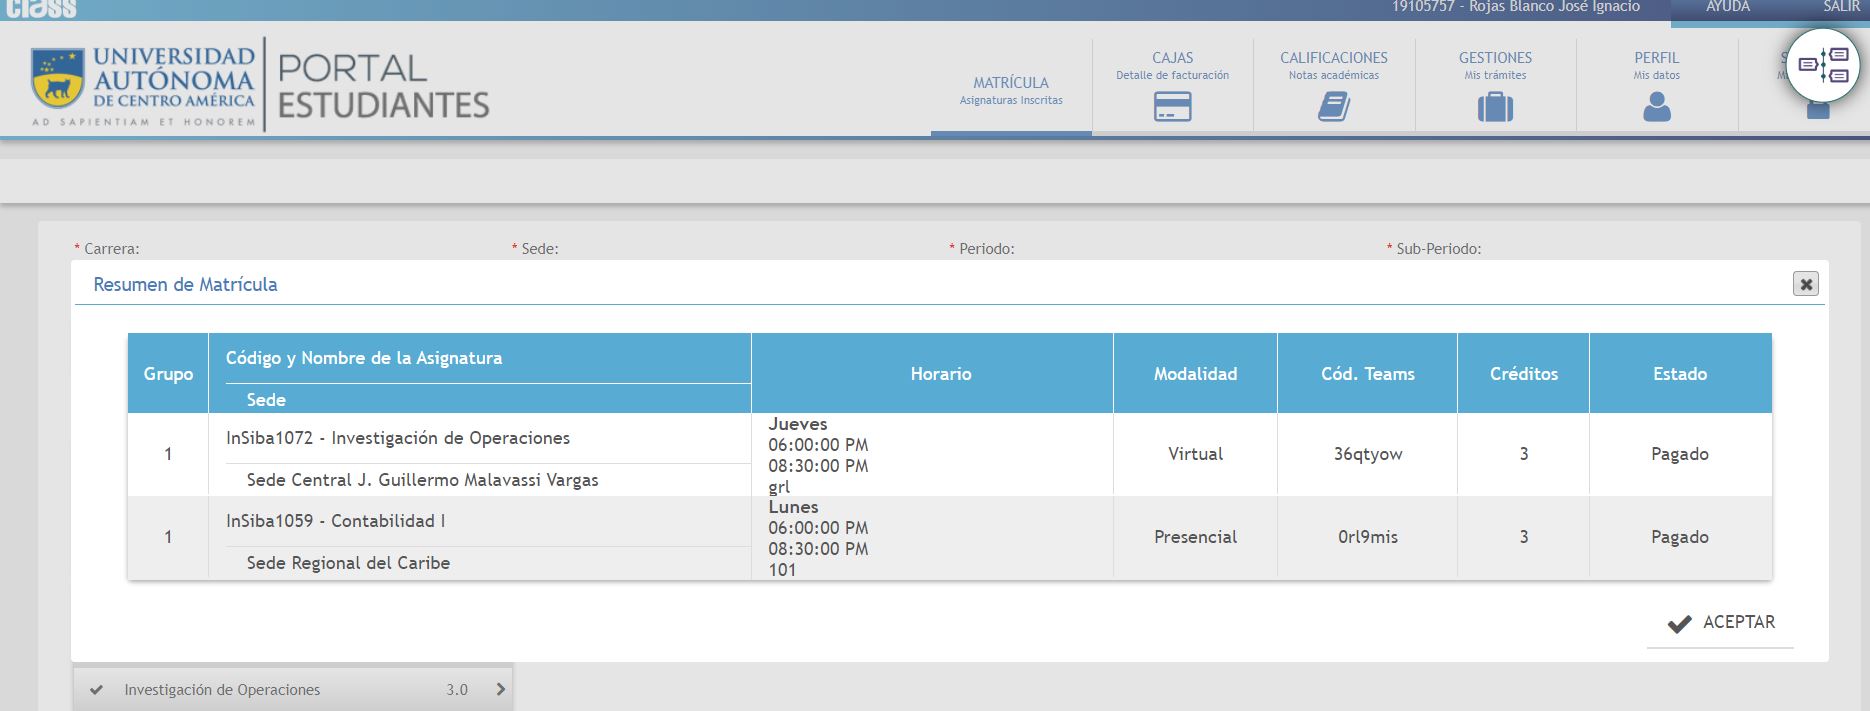 class
19105757 - Rojas Blanco José Ignacio
AYUDA
SALIR
UNIVERSIDAD
AUTÓNOMA
DE CENTRO AMÉRICA
AD SAPIENTIAM ET HONOREM
PORTAL
ESTUDIANTES
MATRÍCULA
Asignaturas Inscritas
CAJAS
Detalle de facturación
CALIFICACIONES
Notas académicas
GESTIONES
Mis trámites
PERFIL
Mis datos
* Carrera:
* Sede:
* Periodo:
* Sub-Periodo:
Resumen de Matrícula
Grupo
Código y Nombre de la Asignatura
Sede
Horario
Modalidad
Cód. Teams
Créditos
Estado
1
InSiba1072 - Investigación de Operaciones
Sede Central J. Guillermo Malavassi Vargas
Jueves
06:00:00 PM
08:30:00 PM
grl
Virtual
36qtyow
3
Pagado
1
InSiba1059 - Contabilidad I
Sede Regional del Caribe
Lunes
06:00:00 PM
08:30:00 PM
101
Presencial
0rl9mis
3
Pagado
ACEPTAR
Investigación de Operaciones
3.0